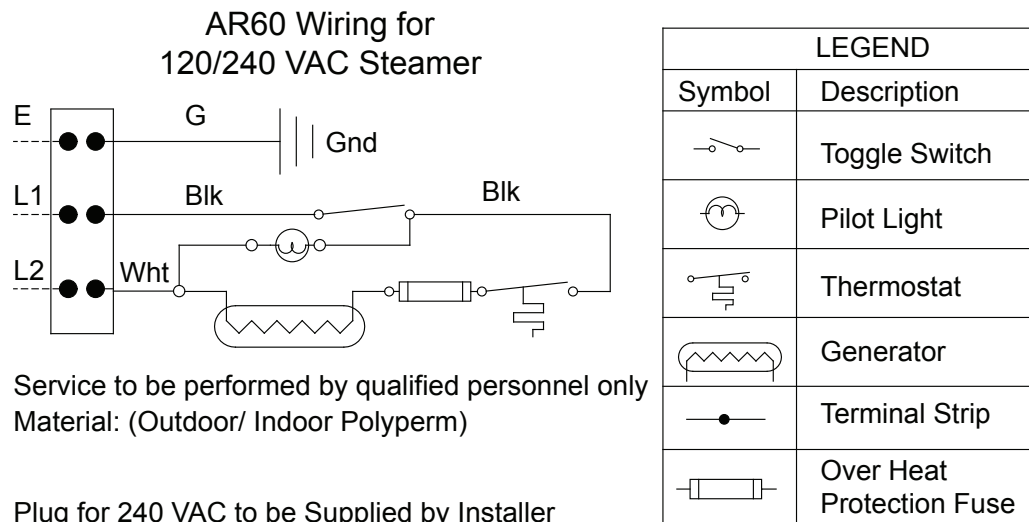 AR60 Wiring for
120/240 VAC Steamer
E
G
Gnd
L1
Blk
Blk
L2
Wht
Service to be performed by qualified personnel only
Material: (Outdoor/ Indoor Polyperm)
Plug for 240 VAC to be Supplied by Installer
LEGEND
Symbol Description
Toggle Switch
Pilot Light
Thermostat
Generator
Terminal Strip
Over Heat
Protection Fuse